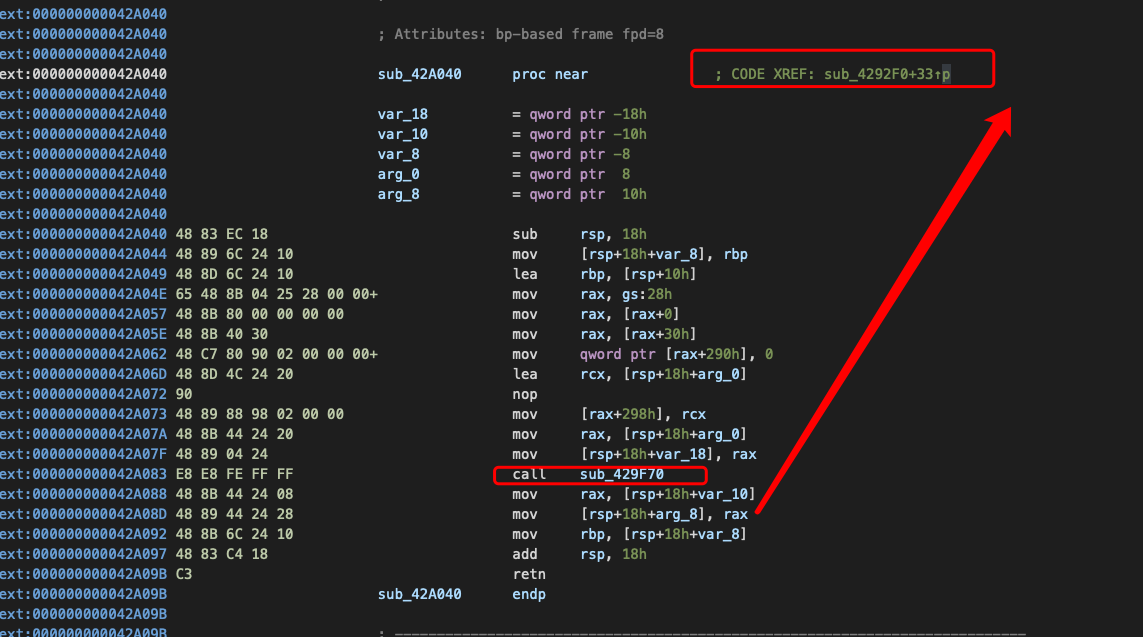 ext:000000000042A040
ext:000000000042A040 ; Attributes: bp-based frame fpd=8
ext:000000000042A040
ext:000000000042A040 sub_42A040 proc near ; CODE XREF: sub_4292F0+33↑p
ext:000000000042A040
ext:000000000042A040 var_18 = qword ptr -18h
ext:000000000042A040 var_10 = qword ptr -10h
ext:000000000042A040 var_8 = qword ptr -8
ext:000000000042A040 arg_0 = qword ptr 8
ext:000000000042A040 arg_8 = qword ptr 10h
ext:000000000042A040
ext:000000000042A040 48 83 EC 18 sub rsp, 18h
ext:000000000042A044 48 89 6C 24 10 mov [rsp+18h+var_8], rbp
ext:000000000042A049 48 8D 6C 24 10 lea rbp, [rsp+10h]
ext:000000000042A04E 65 48 8B 04 25 28 00 00+ mov rax, gs:28h
ext:000000000042A057 48 8B 80 00 00 00 00 mov rax, [rax+0]
ext:000000000042A05E 48 8B 40 30 mov rax, [rax+30h]
ext:000000000042A062 48 C7 80 90 02 00 00 00+ mov qword ptr [rax+290h], 0
ext:000000000042A06D 48 8D 4C 24 20 lea rcx, [rsp+18h+arg_0]
ext:000000000042A072 90 nop
ext:000000000042A073 48 89 88 98 02 00 00 mov [rax+298h], rcx
ext:000000000042A07A 48 8B 44 24 20 mov rax, [rsp+18h+arg_0]
ext:000000000042A07F 48 89 04 24 mov [rsp+18h+var_18], rax
ext:000000000042A083 E8 E8 FE FF FF call sub_429F70
ext:000000000042A088 48 8B 44 24 08 mov rax, [rsp+18h+var_10]
ext:000000000042A08D 48 89 44 24 28 mov [rsp+18h+arg_8], rax
ext:000000000042A092 48 8B 6C 24 10 mov rbp, [rsp+18h+var_8]
ext:000000000042A097 48 83 C4 18 add rsp, 18h
ext:000000000042A09B C3 retn
ext:000000000042A09B sub_42A040 endp
ext:000000000042A09B
ext:000000000042A09B ;